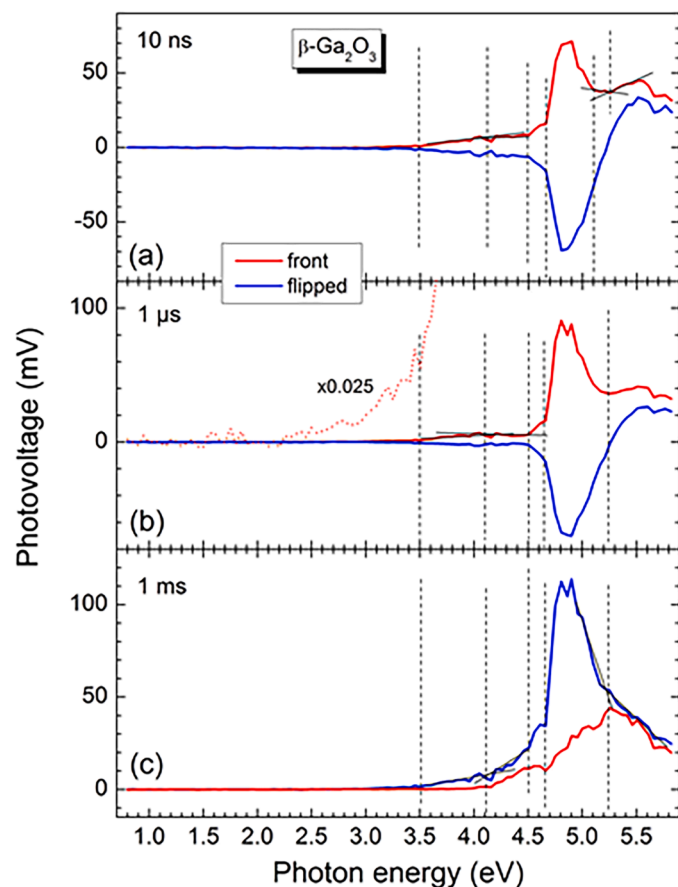 10 ns
β-Ga₂O₃
50
0
-50
(a)
front
flipped
1 μs
100
x0.025
0
(b)
1 ms
100
50
0
(c)
Photovoltage (mV)
1.0 1.5 2.0 2.5 3.0 3.5 4.0 4.5 5.0 5.5
Photon energy (eV)